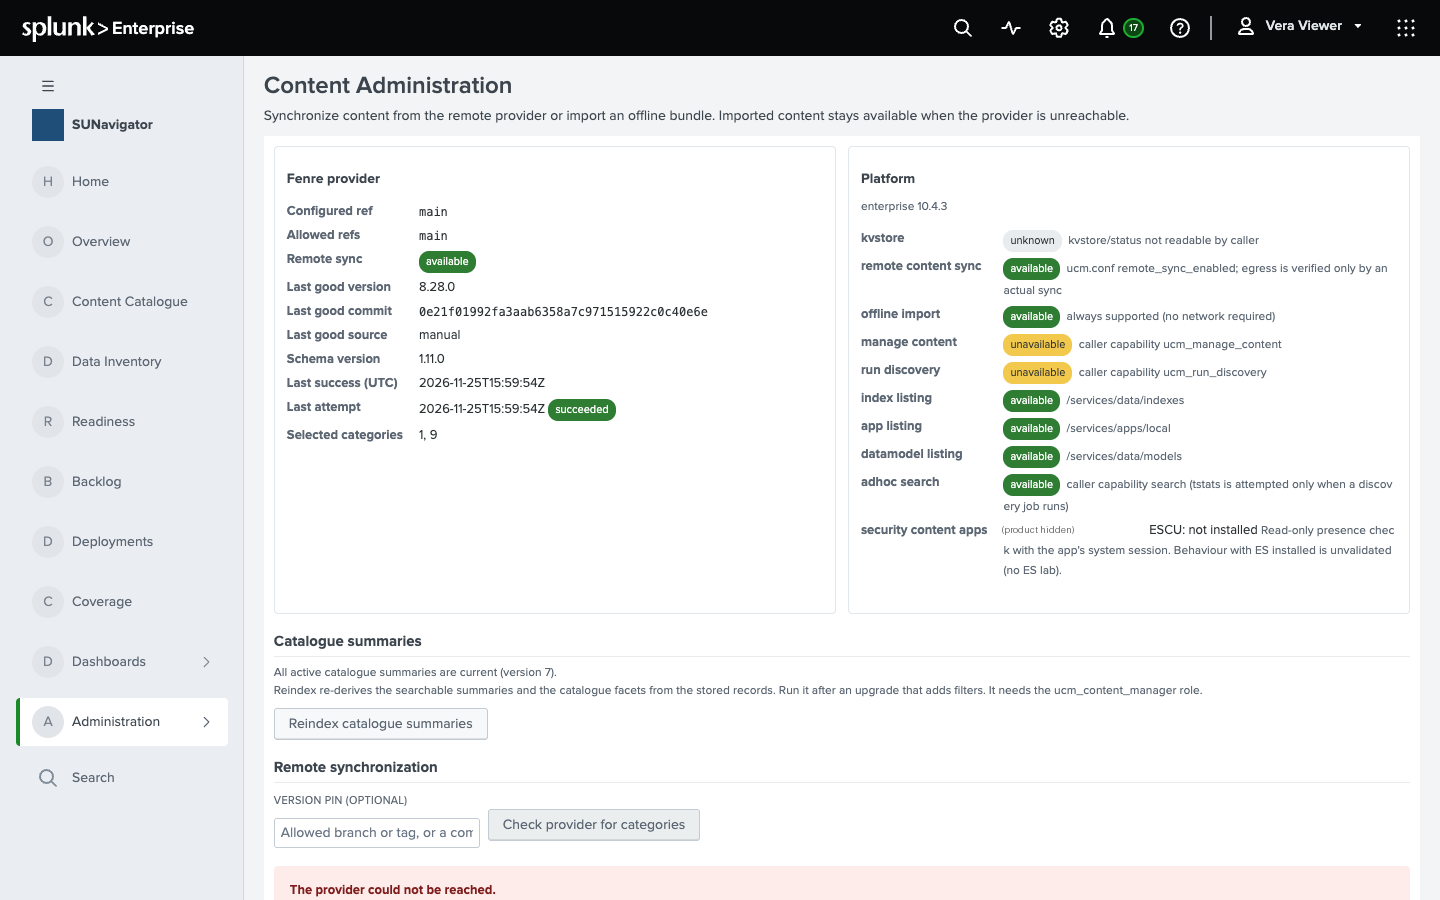 splunk>Enterprise
17
Vera Viewer
SUNavigator
H Home
O Overview
C Content Catalogue
D Data Inventory
R Readiness
B Backlog
D Deployments
C Coverage
D Dashboards
A Administration
Search
Content Administration
Synchronize content from the remote provider or import an offline bundle. Imported content stays available when the provider is unreachable.
Fenre provider
Configured ref main
Allowed refs main
Remote sync available
Last good version 8.28.0
Last good commit 0e21f01992fa3aab6358a7c971515922c0c40e6e
Last good source manual
Schema version 1.11.0
Last success (UTC) 2026-11-25T15:59:54Z
Last attempt 2026-11-25T15:59:54Z succeeded
Selected categories 1, 9
Platform
enterprise 10.4.3
kvstore unknown kvstore/status not readable by caller
remote content sync available ucm.conf remote_sync_enabled; egress is verified only by an
actual sync
offline import available always supported (no network required)
manage content unavailable caller capability ucm_manage_content
run discovery unavailable caller capability ucm_run_discovery
index listing available /services/data/indexes
app listing available /services/apps/local
datamodel listing available /services/data/models
adhoc search available caller capability search (tstats is attempted only when a discov
ery job runs)
security content apps (product hidden) ESCU: not installed Read-only presence chec
k with the app's system session. Behaviour with ES installed is unvalidated
(no ES lab).
Catalogue summaries
All active catalogue summaries are current (version 7).
Reindex re-derives the searchable summaries and the catalogue facets from the stored records. Run it after an upgrade that adds filters. It needs the ucm_content_manager role.
Reindex catalogue summaries
Remote synchronization
VERSION PIN (OPTIONAL)
Allowed branch or tag, or a com
Check provider for categories
The provider could not be reached.